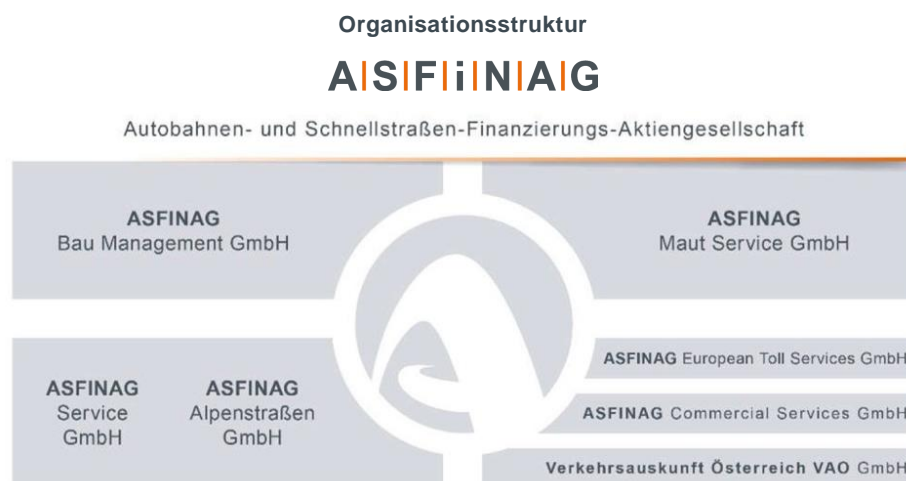 Organisationsstruktur
A|S|F|i|N|A|G
Autobahnen- und Schnellstraßen-Finanzierungs-Aktiengesellschaft
ASFINAG
Bau Management GmbH
ASFINAG
Maut Service GmbH
ASFINAG
Service
GmbH
ASFINAG
Alpenstraßen
GmbH
ASFINAG European Toll Services GmbH
ASFINAG Commercial Services GmbH
Verkehrsauskunft Österreich VAO GmbH